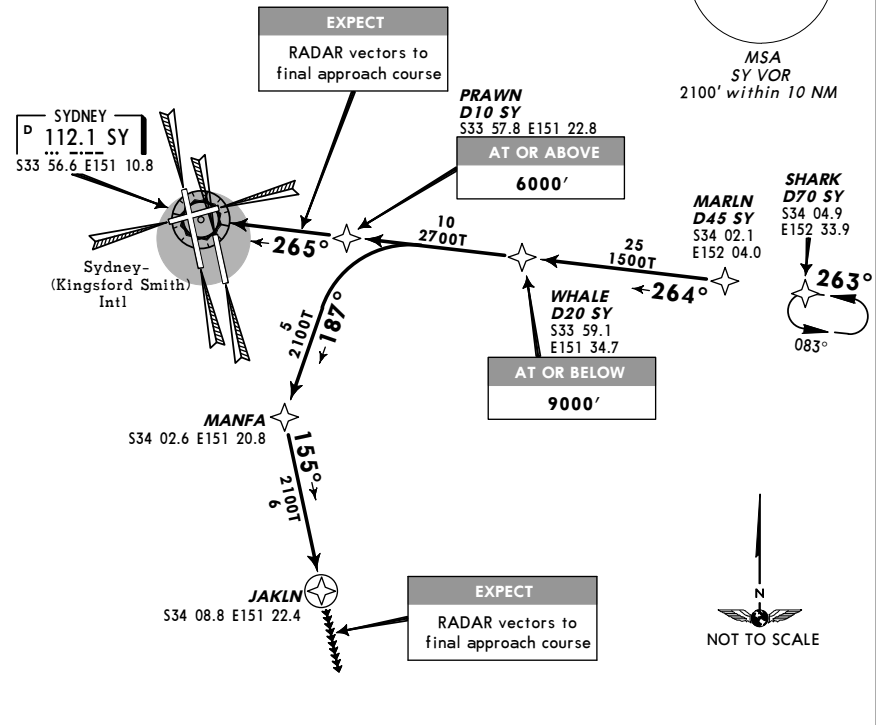 EXPECT
RADAR vectors to
final approach course
MSA
SY VOR
2100' within 10 NM
SYDNEY
D 112.1 SY
S33 56.6 E151 10.8
PRAWN
D10 SY
S33 57.8 E151 22.8
AT OR ABOVE
6000′
SHARK
D70 SY
S34 04.9
E152 33.9
MARLN
D45 SY
S34 02.1
E152 04.0
263°
083°
265°
10
2700T
25
1500T
264°
Sydney-
(Kingsford Smith)
Intl
WHALE
D20 SY
S33 59.1
E151 34.7
AT OR BELOW
9000′
5
2100T
187°
MANFA
S34 02.6 E151 20.8
155°
2100T
6
JAKLN
S34 08.8 E151 22.4
EXPECT
RADAR vectors to
final approach course
N
NOT TO SCALE